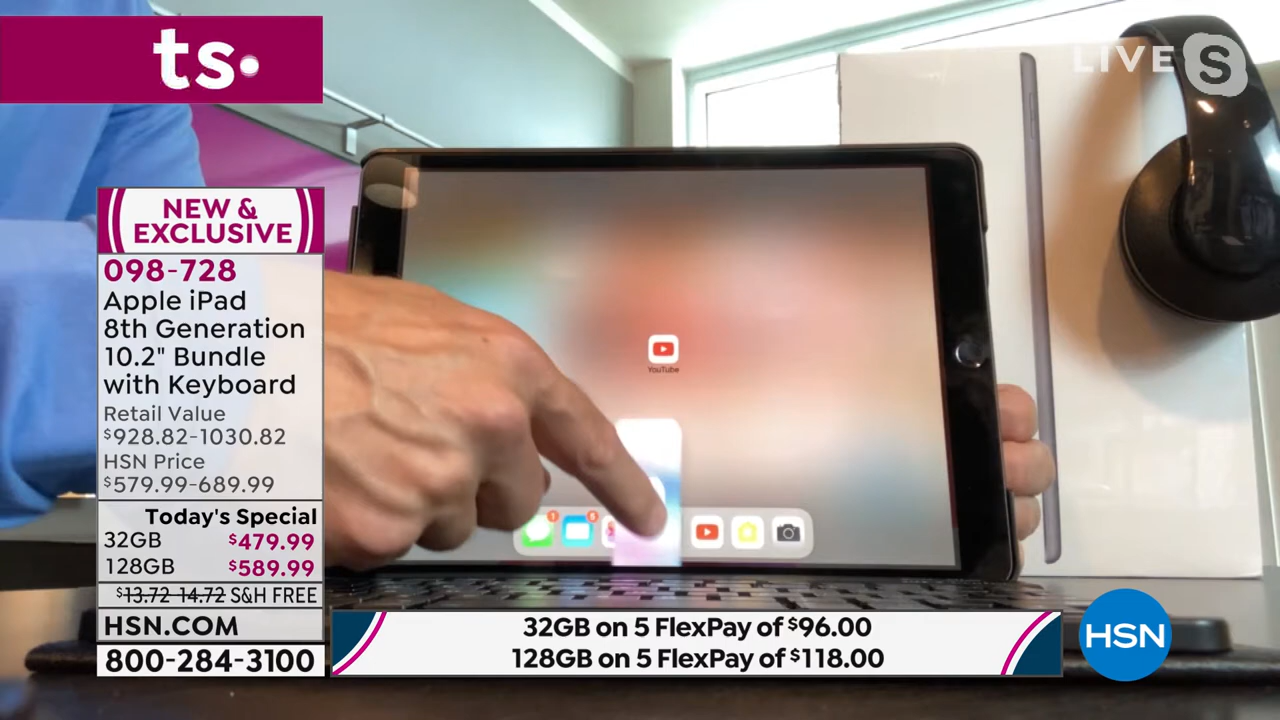 ts.
LIVE S
NEW &
EXCLUSIVE
098-728
Apple iPad
8th Generation
10.2" Bundle
with Keyboard
Retail Value
$928.82-1030.82
HSN Price
$579.99-689.99
Today's Special
32GB $479.99
128GB $589.99
$13.72-14.72 S&H FREE
HSN.COM
800-284-3100
YouTube
1
5
32GB on 5 FlexPay of $96.00
128GB on 5 FlexPay of $118.00
HSN